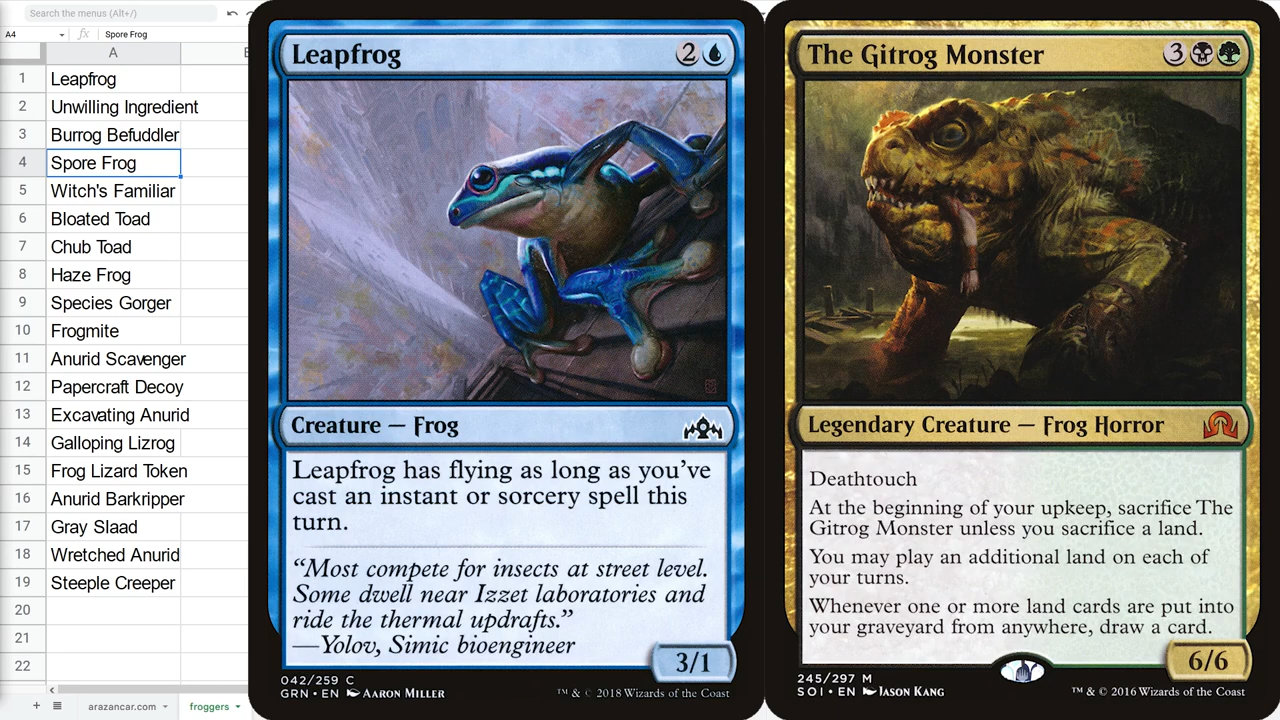 Search the menus (Alt+/)
A4
fx
Spore Frog
A
1 Leapfrog
2 Unwilling Ingredient
3 Burrog Befuddler
4 Spore Frog
5 Witch's Familiar
6 Bloated Toad
7 Chub Toad
8 Haze Frog
9 Species Gorger
10 Frogmite
11 Anurid Scavenger
12 Papercraft Decoy
13 Excavating Anurid
14 Galloping Lizrog
15 Frog Lizard Token
16 Anurid Barkripper
17 Gray Slaad
18 Wretched Anurid
19 Steeple Creeper
20
21
22
arazancar.com
froggers
Leapfrog 2
Creature — Frog
Leapfrog has flying as long as you've
cast an instant or sorcery spell this
turn.
“Most compete for insects at street level.
Some dwell near Izzet laboratories and
ride the thermal updrafts.”
—Yolov, Simic bioengineer
3/1
042/259 C
GRN • EN Aaron Miller
™ & © 2018 Wizards of the Coast
The Gitrog Monster 3
Legendary Creature — Frog Horror
Deathtouch
At the beginning of your upkeep, sacrifice The
Gitrog Monster unless you sacrifice a land.
You may play an additional land on each of
your turns.
Whenever one or more land cards are put into
your graveyard from anywhere, draw a card.
6/6
245/297 M
SOI • EN Jason Kang
™ & © 2016 Wizards of the Coast